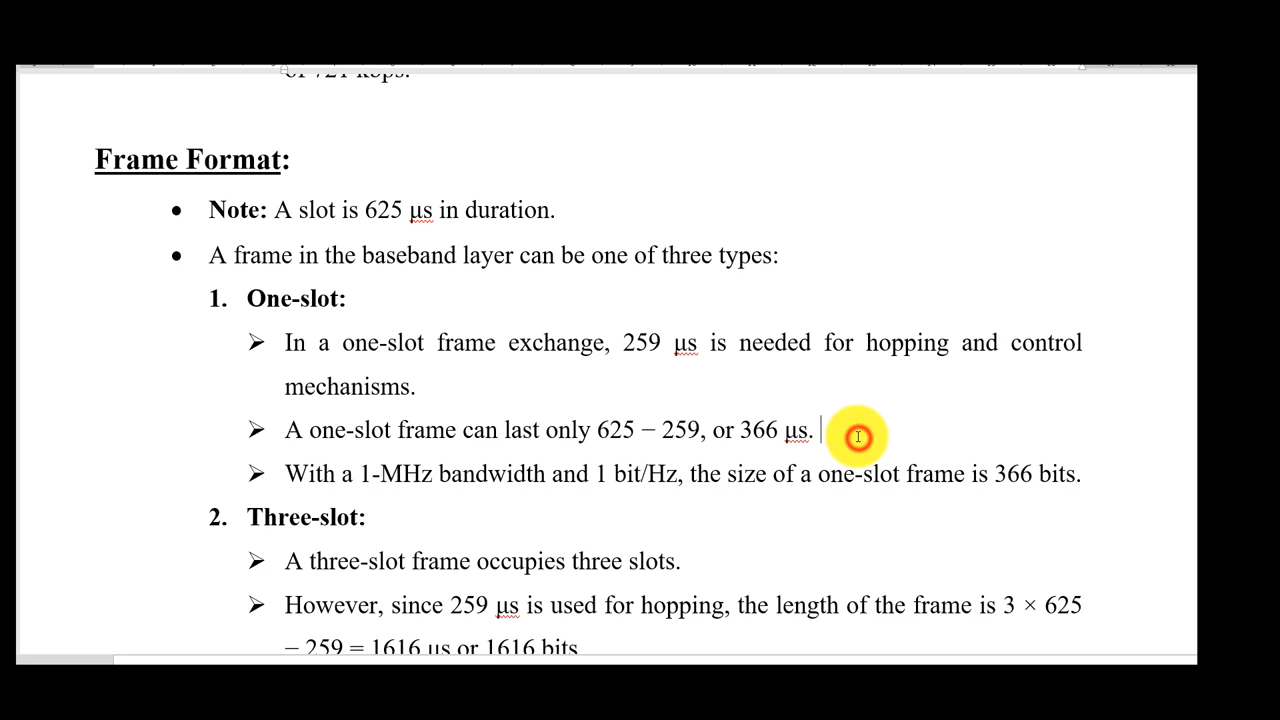 of 721 kbps.
Frame Format:
• Note: A slot is 625 μs in duration.
• A frame in the baseband layer can be one of three types:
1. One-slot:
➢ In a one-slot frame exchange, 259 μs is needed for hopping and control
mechanisms.
➢ A one-slot frame can last only 625 − 259, or 366 μs.
➢ With a 1-MHz bandwidth and 1 bit/Hz, the size of a one-slot frame is 366 bits.
2. Three-slot:
➢ A three-slot frame occupies three slots.
➢ However, since 259 μs is used for hopping, the length of the frame is 3 × 625
− 259 = 1616 μs or 1616 bits